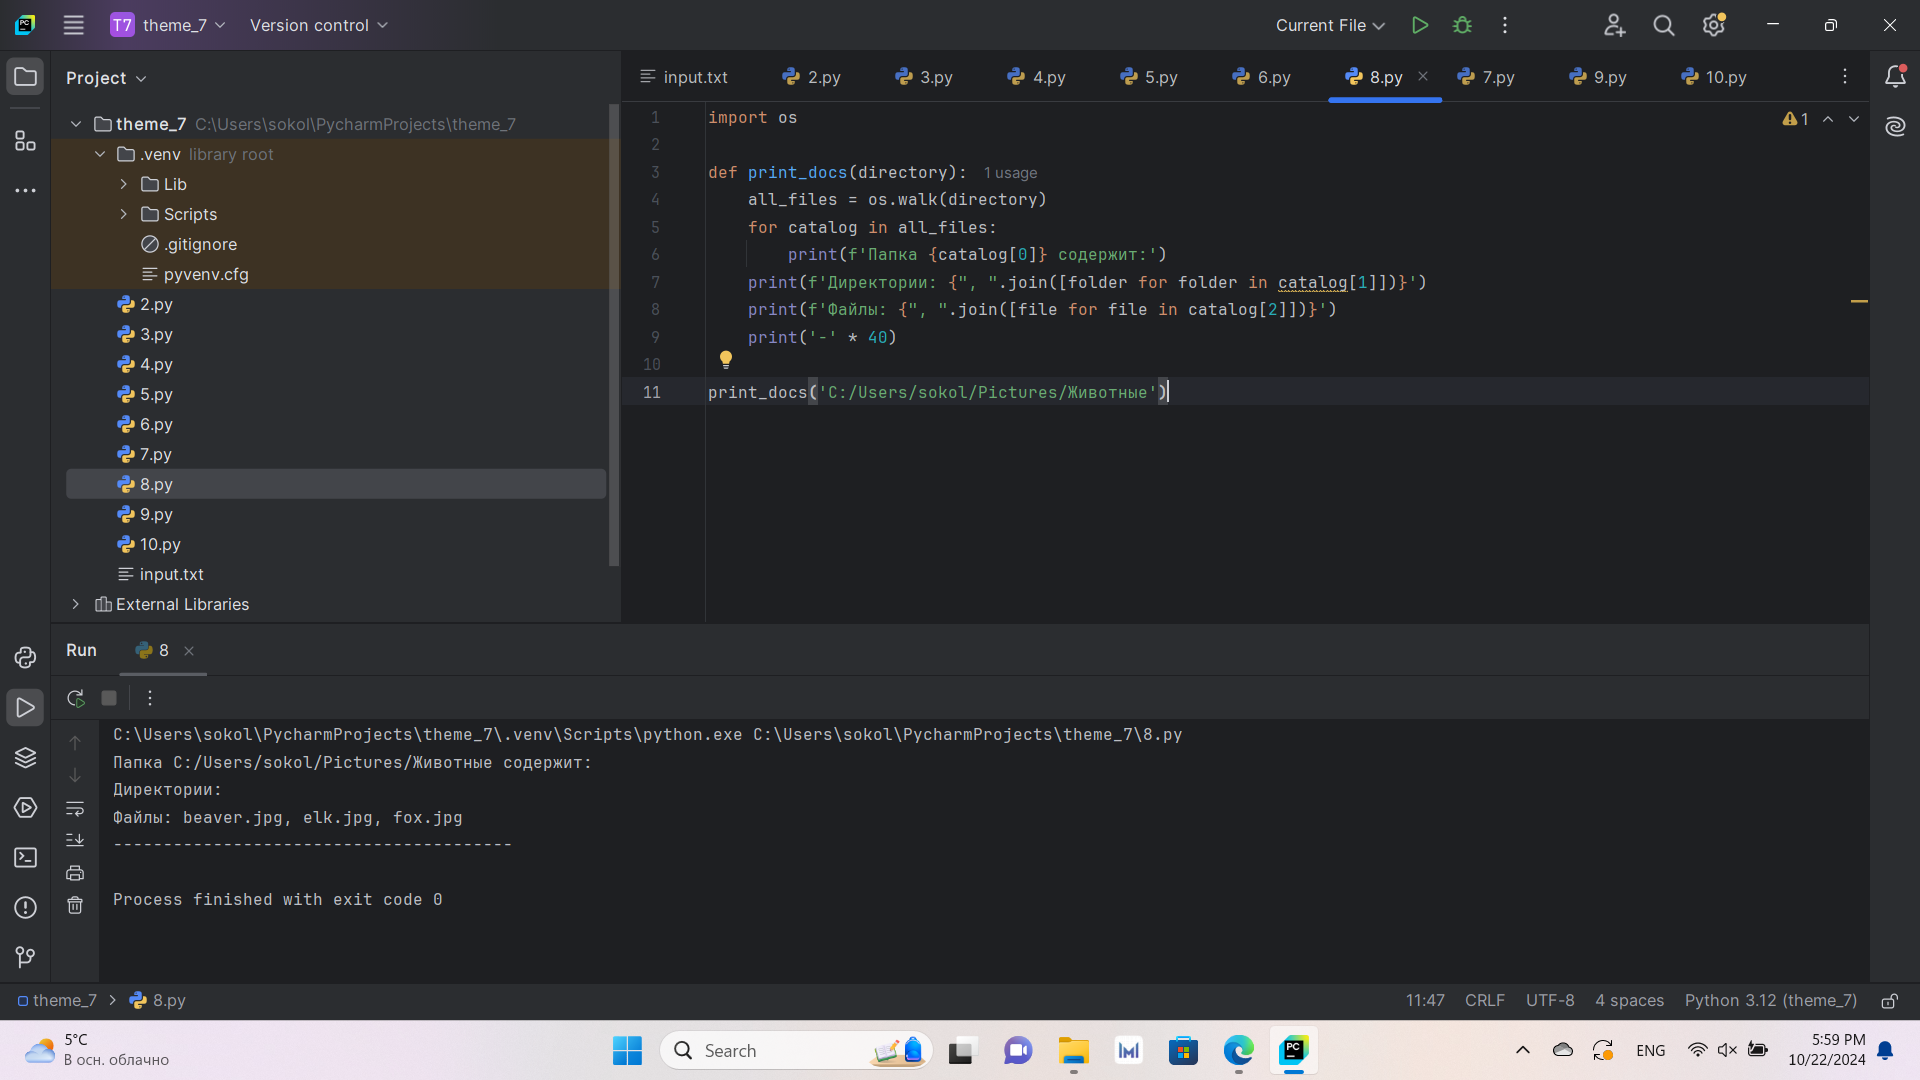 T7 theme_7 Version control Current File
Project
input.txt 2.py 3.py 4.py 5.py 6.py 8.py 7.py 9.py 10.py
theme_7 C:\Users\sokol\PycharmProjects\theme_7
.venv library root
Lib
Scripts
.gitignore
pyvenv.cfg
2.py
3.py
4.py
5.py
6.py
7.py
8.py
9.py
10.py
input.txt
External Libraries
1 import os
2
3 def print_docs(directory): 1 usage
4 all_files = os.walk(directory)
5 for catalog in all_files:
6 print(f'Папка {catalog[0]} содержит:')
7 print(f'Директории: {", ".join([folder for folder in catalog[1]])}')
8 print(f'Файлы: {", ".join([file for file in catalog[2]])}')
9 print('-' * 40)
10
11 print_docs('C:/Users/sokol/Pictures/Животные')
1
Run 8
C:\Users\sokol\PycharmProjects\theme_7\.venv\Scripts\python.exe C:\Users\sokol\PycharmProjects\theme_7\8.py
Папка C:/Users/sokol/Pictures/Животные содержит:
Директории:
Файлы: beaver.jpg, elk.jpg, fox.jpg
----------------------------------------
Process finished with exit code 0
theme_7 > 8.py 11:47 CRLF UTF-8 4 spaces Python 3.12 (theme_7)
5°C
В осн. облачно
Search
PC
ENG
5:59 PM
10/22/2024